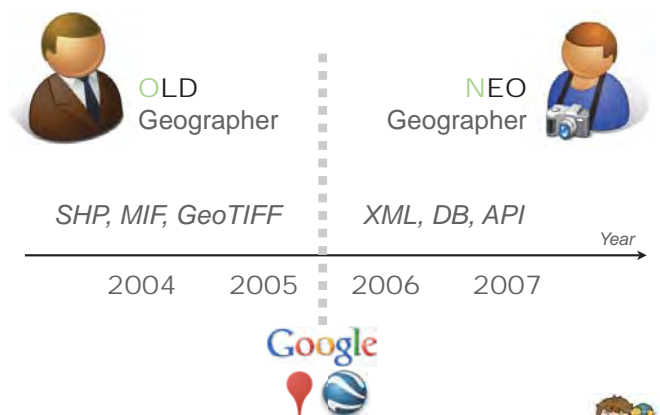 OLD
Geographer
NEO
Geographer
SHP, MIF, GeoTIFF
XML, DB, API
Year
2004 2005 2006 2007
Google